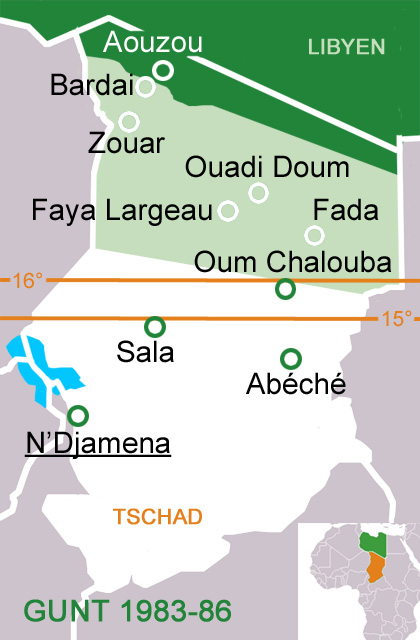 Aouzou
LIBYEN
Bardai
Zouar
Ouadi Doum
Faya Largeau
Fada
Oum Chalouba
16°
15°
Sala
Abéché
N'Djamena
TSCHAD
GUNT 1983-86